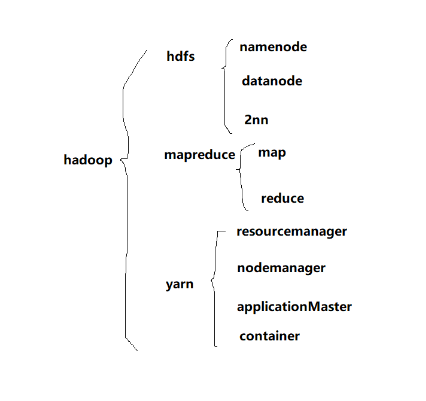 hadoop
hdfs
namenode
datanode
2nn
mapreduce
map
reduce
yarn
resourcemanager
nodemanager
applicationMaster
container